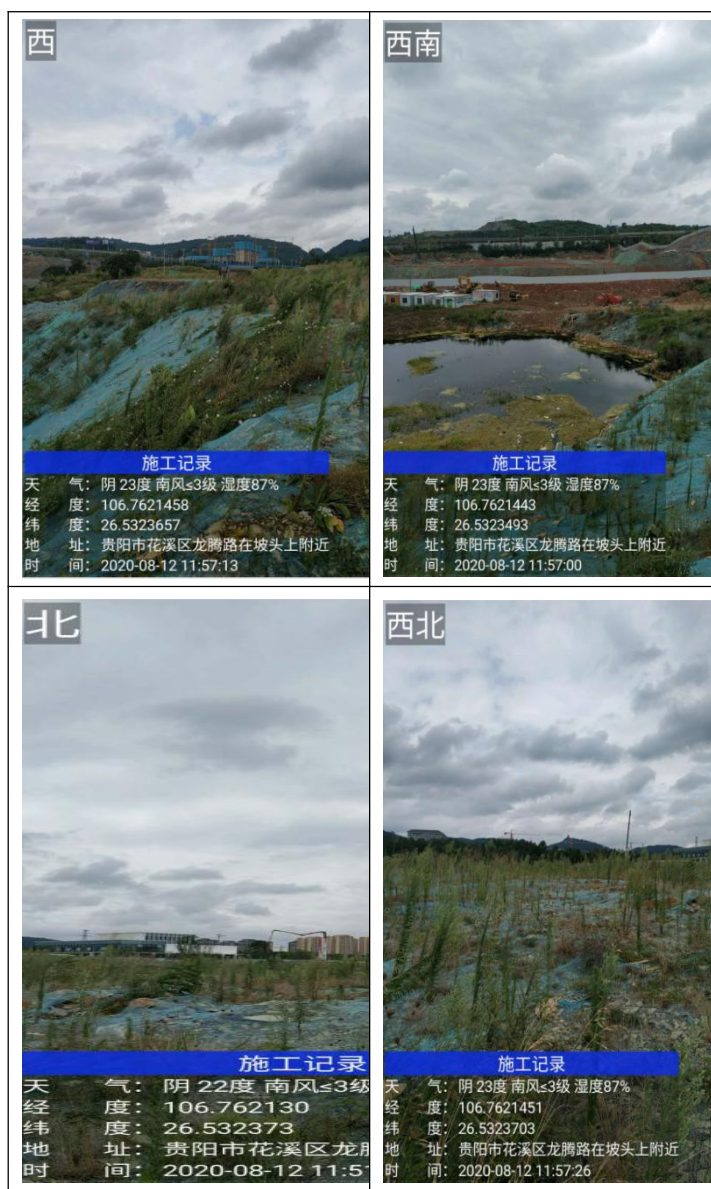 西
施工记录
天 气：阴 23度 南风≤3级 湿度87%
经 度：106.7621458
纬 度：26.5323657
地 址：贵阳市花溪区龙腾路在坡头上附近
时 间：2020-08-12 11:57:13
西南
施工记录
天 气：阴 23度 南风≤3级 湿度87%
经 度：106.7621443
纬 度：26.5323493
地 址：贵阳市花溪区龙腾路在坡头上附近
时 间：2020-08-12 11:57:00
北
施工记录
天 气：阴 22度 南风≤3级
经 度：106.762130
纬 度：26.532373
地 址：贵阳市花溪区龙
时 间：2020-08-12 11:5
西北
施工记录
天 气：阴 23度 南风≤3级 湿度87%
经 度：106.7621451
纬 度：26.5323703
地 址：贵阳市花溪区龙腾路在坡头上附近
时 间：2020-08-12 11:57:26